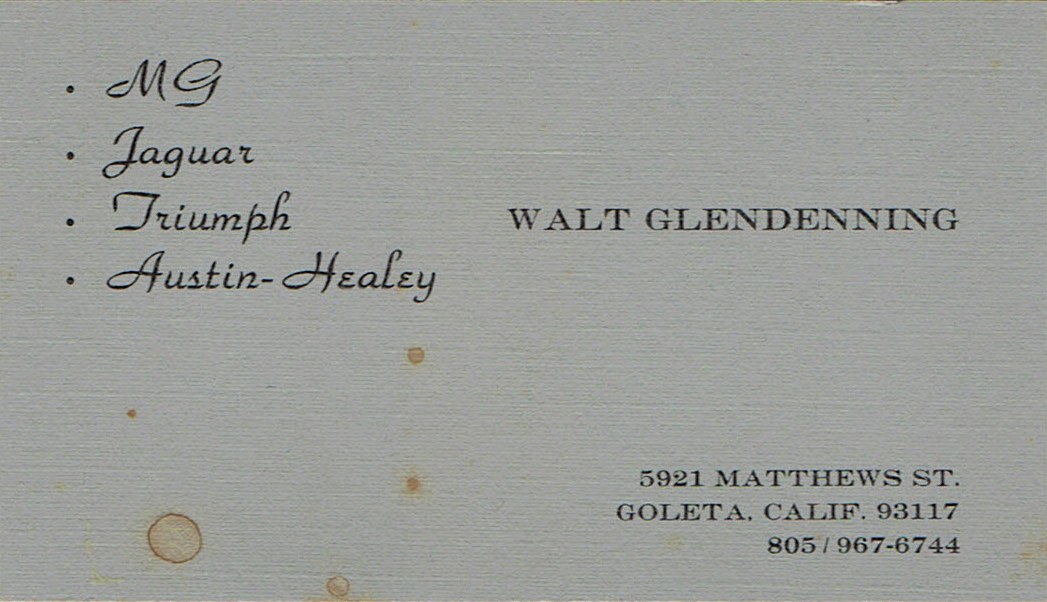 • MG
• Jaguar
• Triumph
• Austin-Healey
WALT GLENDENNING
5921 MATTHEWS ST.
GOLETA, CALIF. 93117
805/967-6744